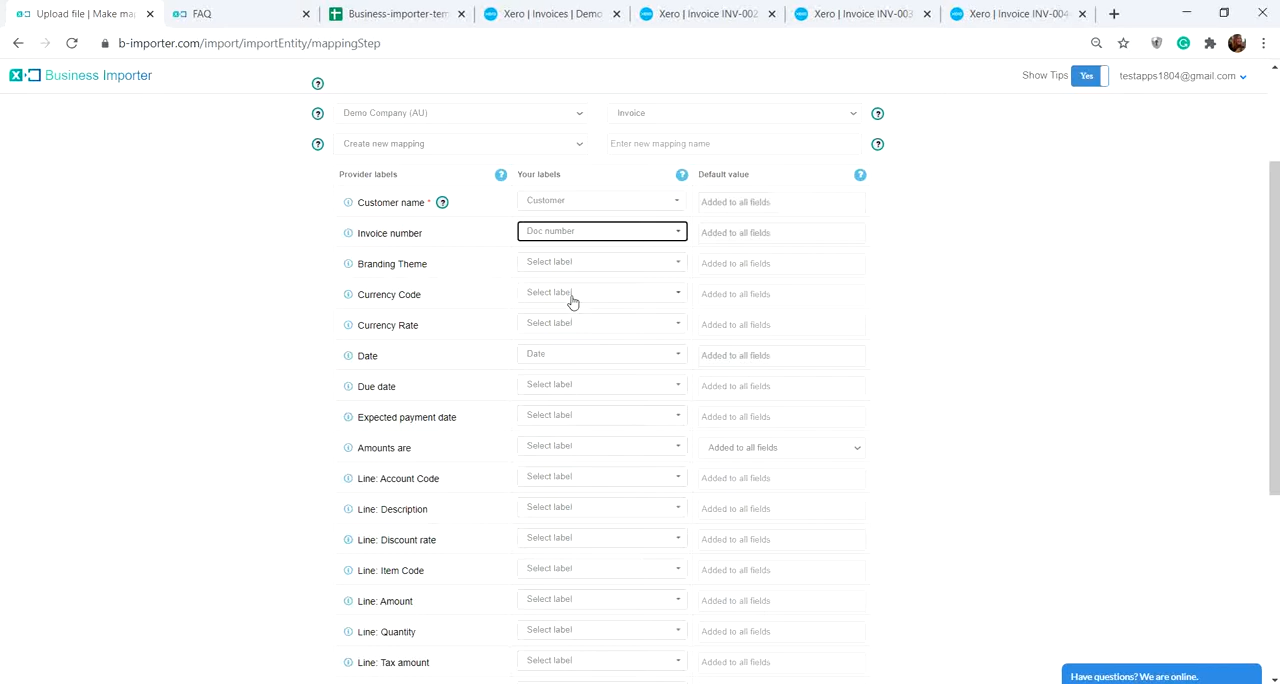 Upload file | Make ma
FAQ
Business-importer-tem
Xero | Invoices | Demo
Xero | Invoice INV-002
Xero | Invoice INV-003
Xero | Invoice INV-004
b-importer.com/import/importEntity/mappingStep
Business Importer
Show Tips Yes testapps1804@gmail.com
Demo Company (AU) Invoice
Create new mapping Enter new mapping name
Provider labels Your labels Default value
Customer name * Customer Added to all fields
Invoice number Doc number Added to all fields
Branding Theme Select label Added to all fields
Currency Code Select label Added to all fields
Currency Rate Select label Added to all fields
Date Date Added to all fields
Due date Select label Added to all fields
Expected payment date Select label Added to all fields
Amounts are Select label Added to all fields
Line: Account Code Select label Added to all fields
Line: Description Select label Added to all fields
Line: Discount rate Select label Added to all fields
Line: Item Code Select label Added to all fields
Line: Amount Select label Added to all fields
Line: Quantity Select label Added to all fields
Line: Tax amount Select label Added to all fields
Have questions? We are online.